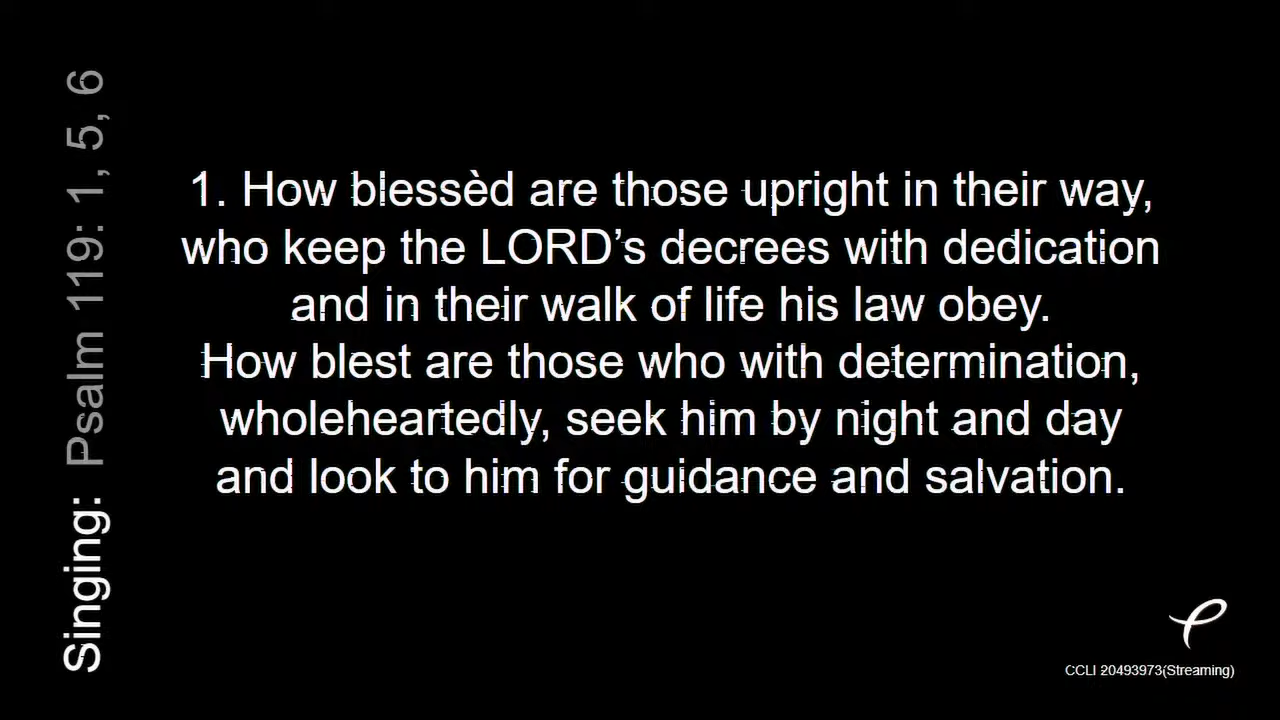 Singing: Psalm 119: 1, 5, 6
1. How blessèd are those upright in their way,
who keep the LORD’s decrees with dedication
and in their walk of life his law obey.
How blest are those who with determination,
wholeheartedly, seek him by night and day
and look to him for guidance and salvation.
CCLI 20493973(Streaming)